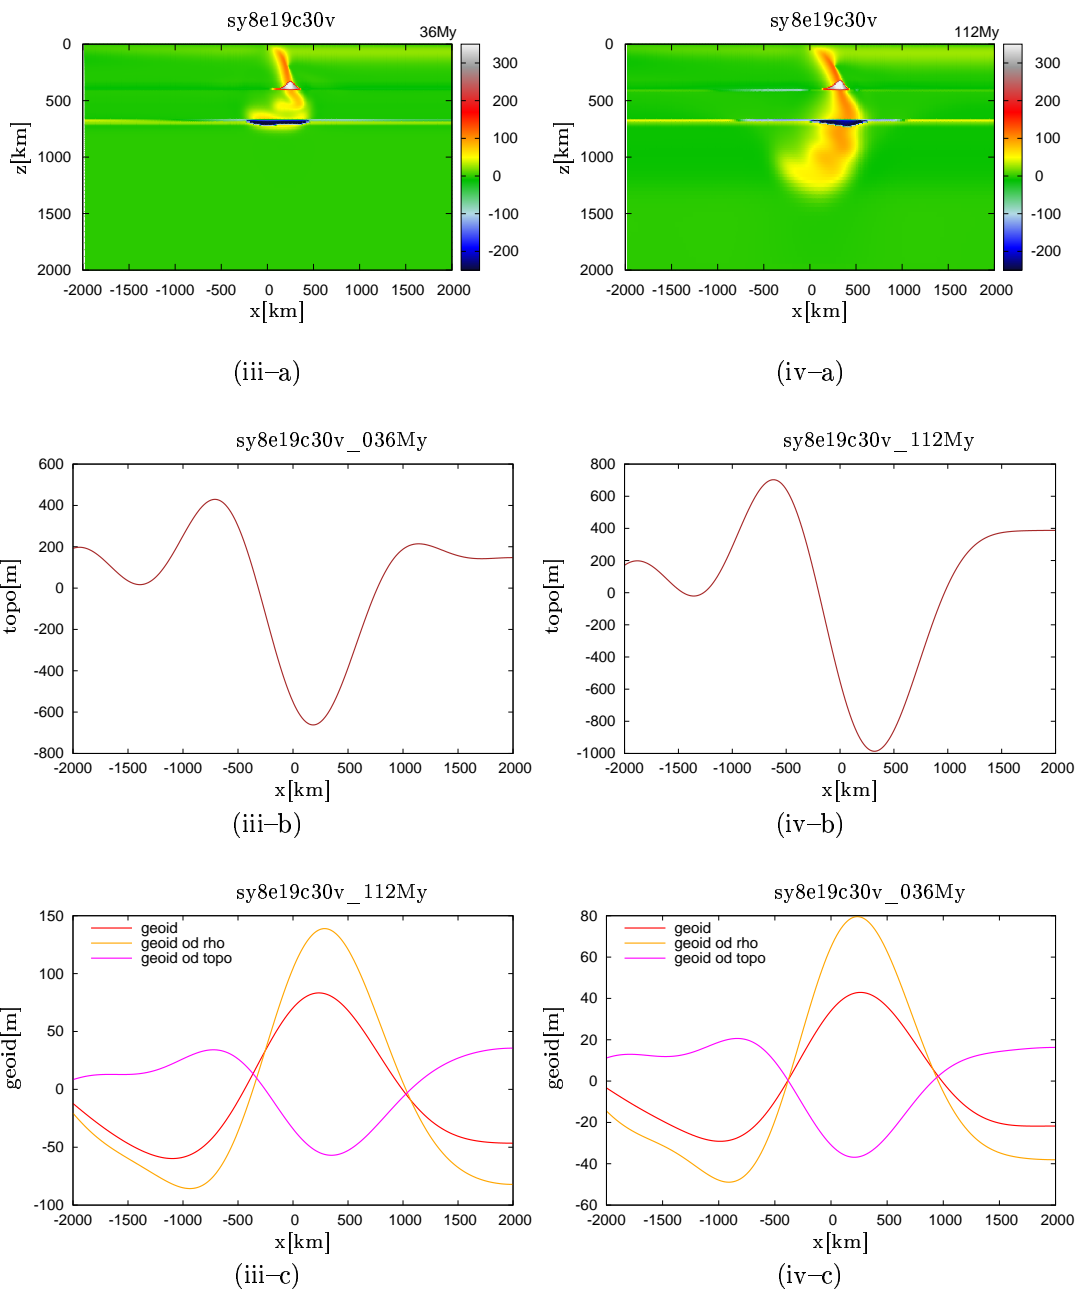 sy8e19c30v
36My
0
500
1000
1500
2000
z[km]
-2000 -1500 -1000 -500 0 500 1000 1500 2000
x[km]
300
200
100
0
-100
-200
(iii–a)
sy8e19c30v
112My
0
500
1000
1500
2000
z[km]
-2000 -1500 -1000 -500 0 500 1000 1500 2000
x[km]
300
200
100
0
-100
-200
(iv–a)
sy8e19c30v_036My
600
400
200
0
-200
-400
-600
-800
topo[m]
-2000 -1500 -1000 -500 0 500 1000 1500 2000
x[km]
(iii–b)
sy8e19c30v_112My
800
600
400
200
0
-200
-400
-600
-800
-1000
topo[m]
-2000 -1500 -1000 -500 0 500 1000 1500 2000
x[km]
(iv–b)
sy8e19c30v_112My
150
100
50
0
-50
-100
geoid[m]
geoid
geoid od rho
geoid od topo
-2000 -1500 -1000 -500 0 500 1000 1500 2000
x[km]
(iii–c)
sy8e19c30v_036My
80
60
40
20
0
-20
-40
-60
geoid[m]
geoid
geoid od rho
geoid od topo
-2000 -1500 -1000 -500 0 500 1000 1500 2000
x[km]
(iv–c)